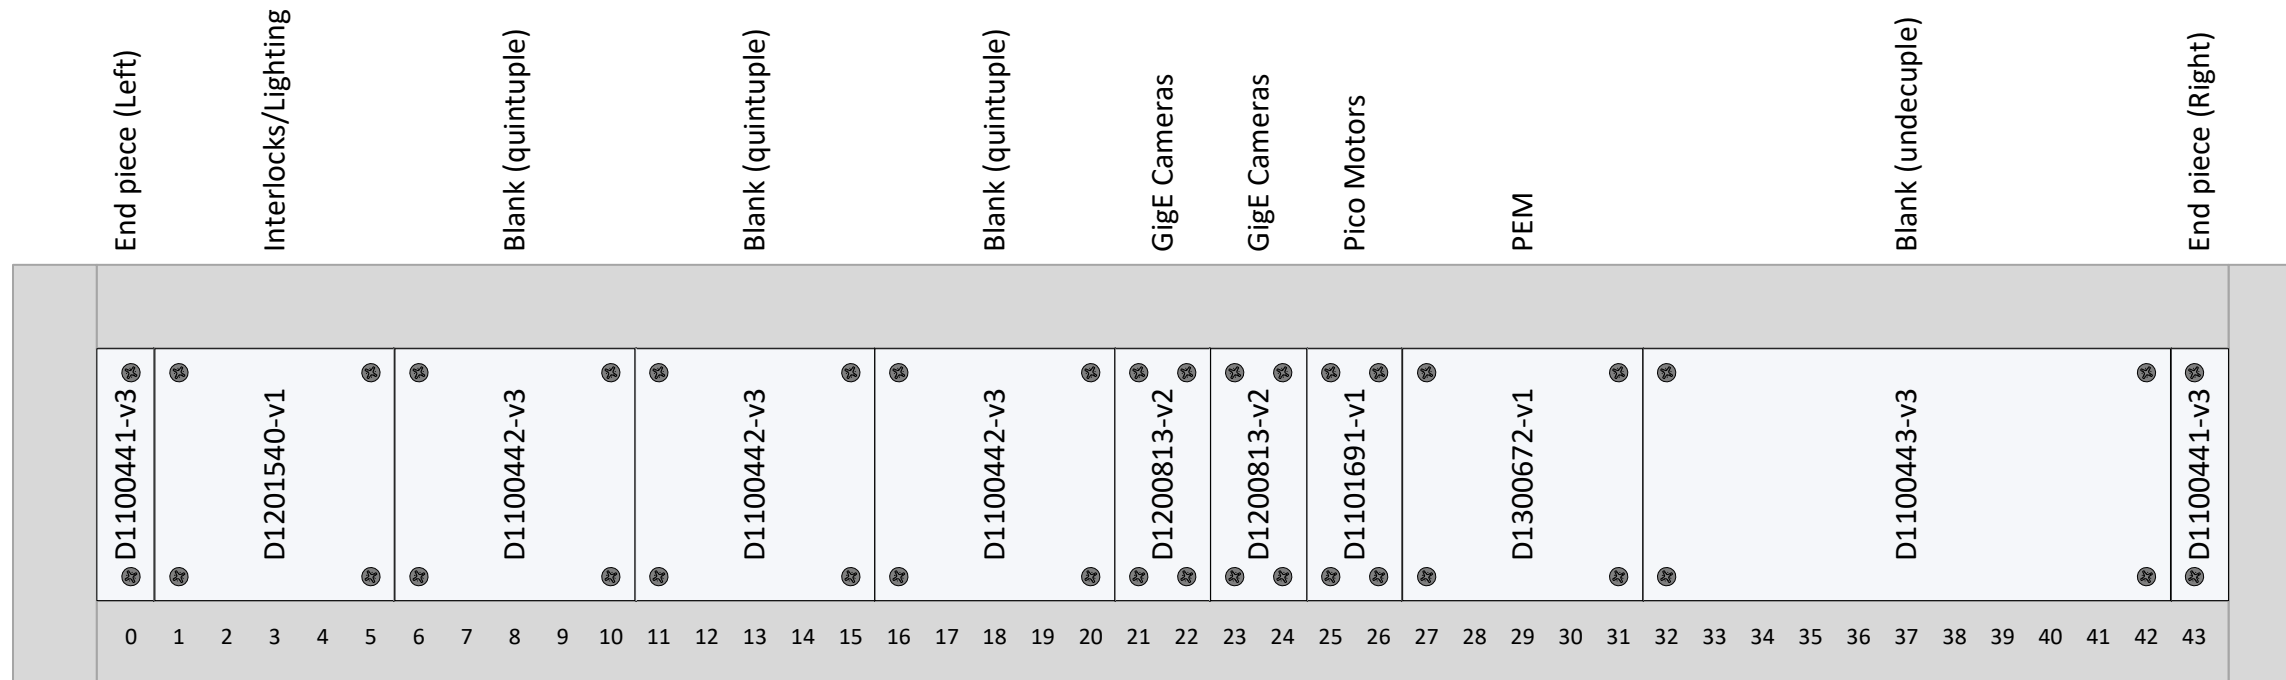 End piece (Left)
Interlocks/Lighting
Blank (quintuple)
Blank (quintuple)
Blank (quintuple)
GigE Cameras
GigE Cameras
Pico Motors
PEM
Blank (undecuple)
End piece (Right)
D1100441-v3
D1201540-v1
D1100442-v3
D1100442-v3
D1100442-v3
D1200813-v2
D1200813-v2
D1101691-v1
D1300672-v1
D1100443-v3
D1100441-v3
0 1 2 3 4 5 6 7 8 9 10 11 12 13 14 15 16 17 18 19 20 21 22 23 24 25 26 27 28 29 30 31 32 33 34 35 36 37 38 39 40 41 42 43